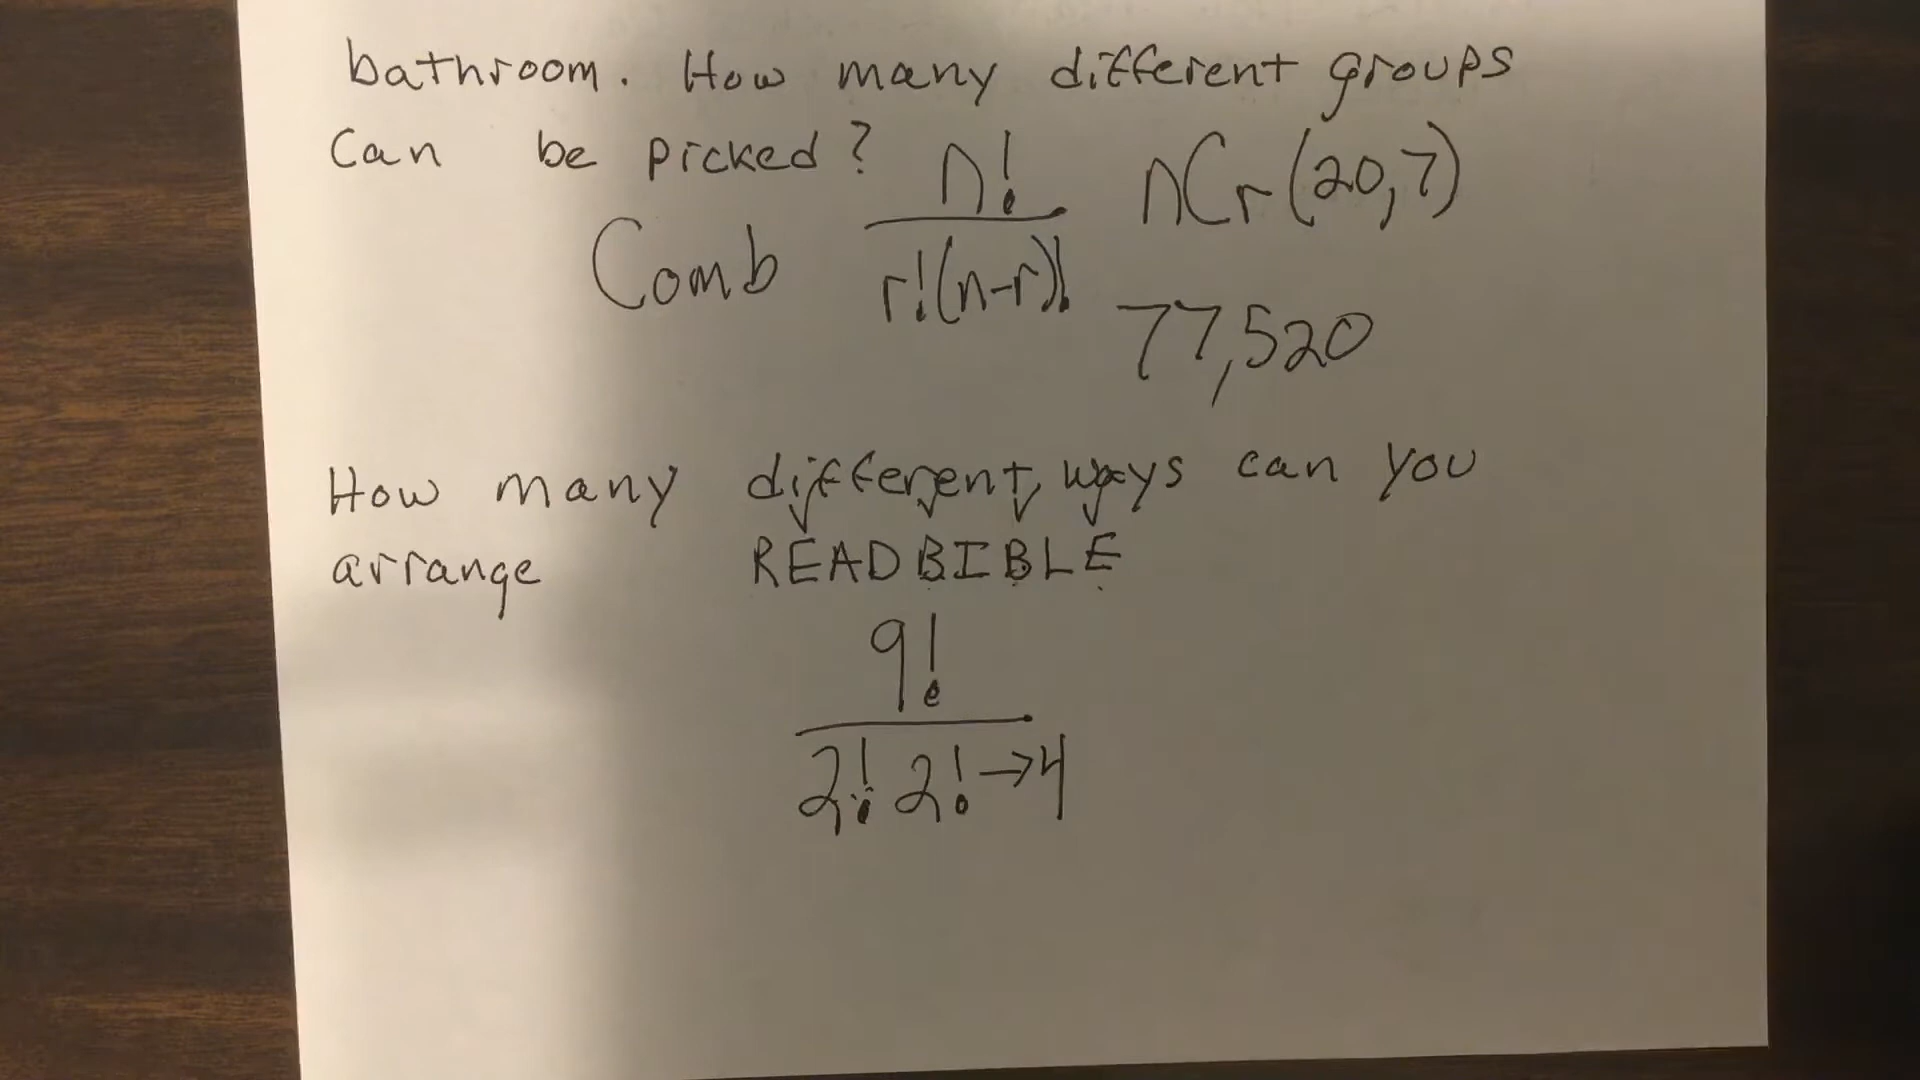 bathroom. How many different groups
can be picked?
n!
r!(n-r)!
nCr(20,7)
Comb
77,520
How many different ways can you
arrange READBIBLE
9!
2! 2! →4